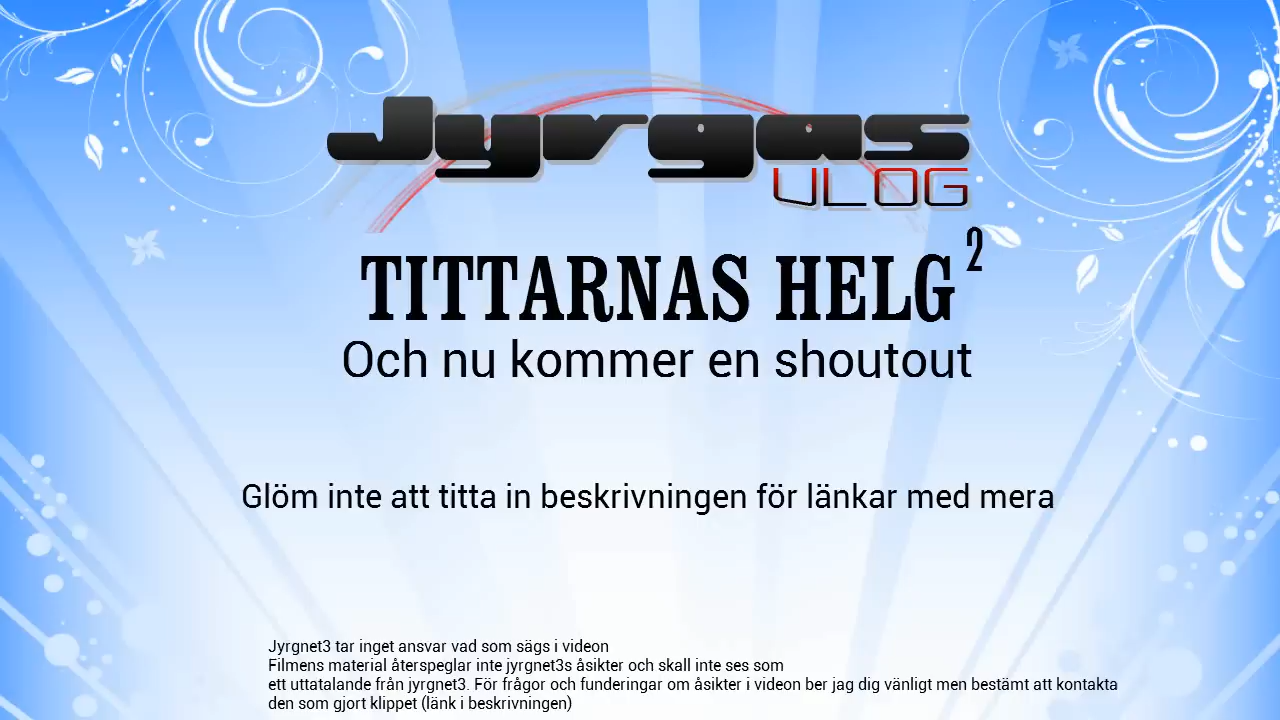 Jyrgas
VLOG
TITTARNAS HELG²
Och nu kommer en shoutout
Glöm inte att titta in beskrivningen för länkar med mera
Jyrgnet3 tar inget ansvar vad som sägs i videon
Filmens material återspeglar inte jyrgnet3s åsikter och skall inte ses som
ett uttatalande från jyrgnet3. För frågor och funderingar om åsikter i videon ber jag dig vänligt men bestämt att kontakta
den som gjort klippet (länk i beskrivningen)